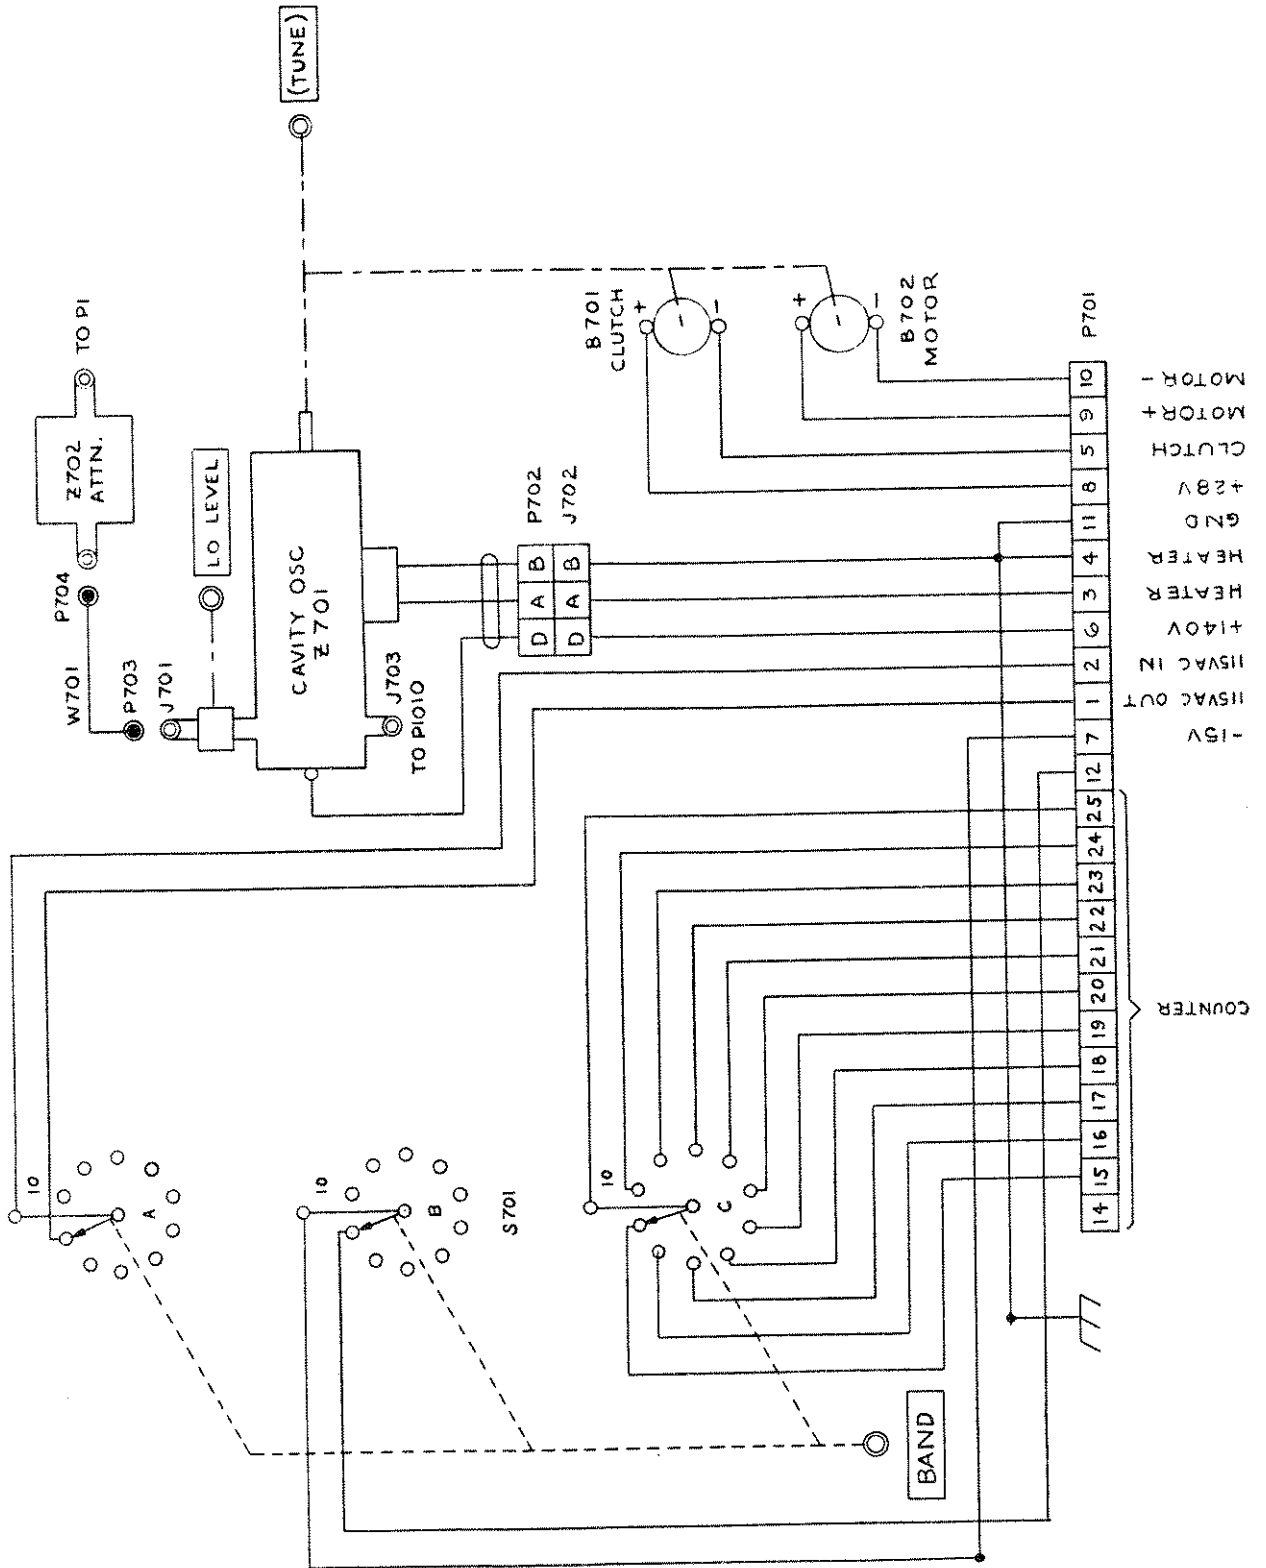 (TUNE)
TO P1
Z702
ATTN.
P704
W701
P703
J701
LO LEVEL
CAVITY OSC
Z 701
J703
TO P1010
P702
J702
D A B
D A B
B701
CLUTCH
+
-
-
B702
MOTOR
+
-
-
10
A
10
B
S701
10
C
BAND
P701
14 15 16 17 18 19 20 21 22 23 24 25 12 7 1 2 6 3 4 11 8 5 9 10
COUNTER
-15V
115VAC OUT
115VAC IN
+140V
HEATER
HEATER
GND
+28V
CLUTCH
MOTOR+
MOTOR -